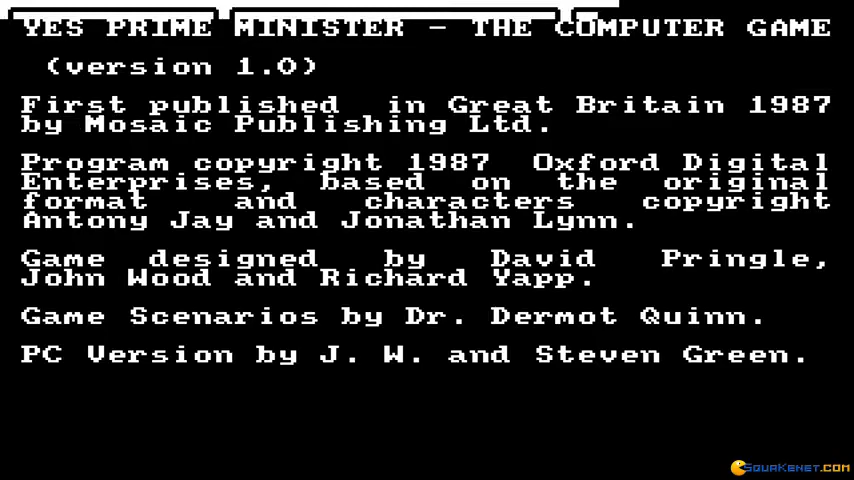 YES PRIME MINISTER - THE COMPUTER GAME
(version 1.0)
First published in Great Britain 1987
by Mosaic Publishing Ltd.
Program copyright 1987 Oxford Digital
Enterprises, based on the original
format and characters copyright
Antony Jay and Jonathan Lynn.
Game designed by David Pringle,
John Wood and Richard Yapp.
Game Scenarios by Dr. Dermot Quinn.
PC Version by J. W. and Steven Green.
SquaKenet.com